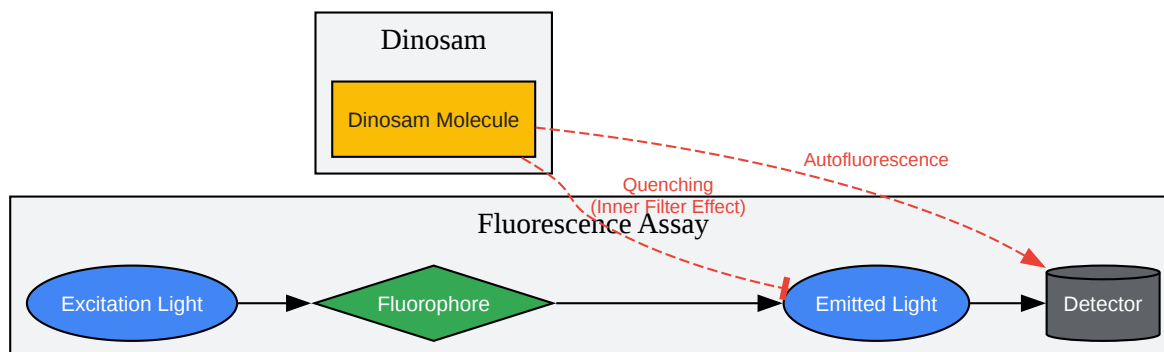 Dinosam
Dinosam Molecule
Autofluorescence
Quenching
(Inner Filter Effect)
Fluorescence Assay
Excitation Light
Fluorophore
Emitted Light
Detector